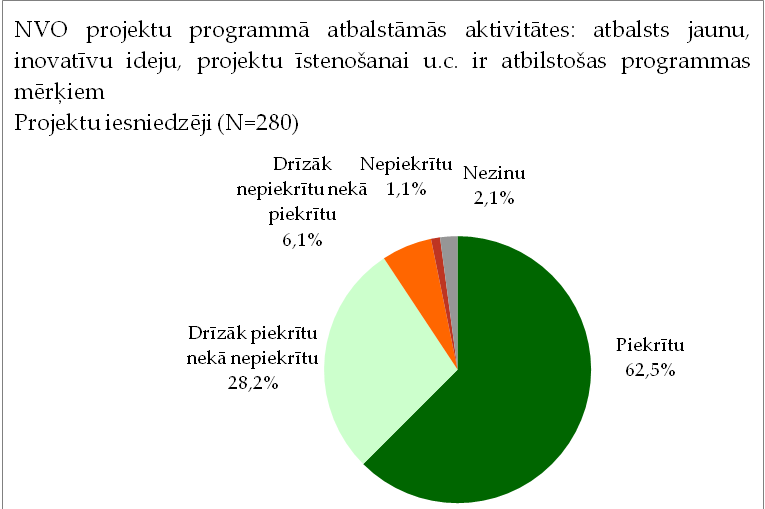 NVO projektu programmā atbalstāmās aktivitātes: atbalsts jaunu,
inovatīvu ideju, projektu īstenošanai u.c. ir atbilstošas programmas
mērķiem
Projektu iesniedzēji (N=280)
Drīzāk
nepiekrītu nekā
piekrītu
6,1%
Nepiekrītu
1,1%
Nezinu
2,1%
Drīzāk piekrītu
nekā nepiekrītu
28,2%
Piekrītu
62,5%